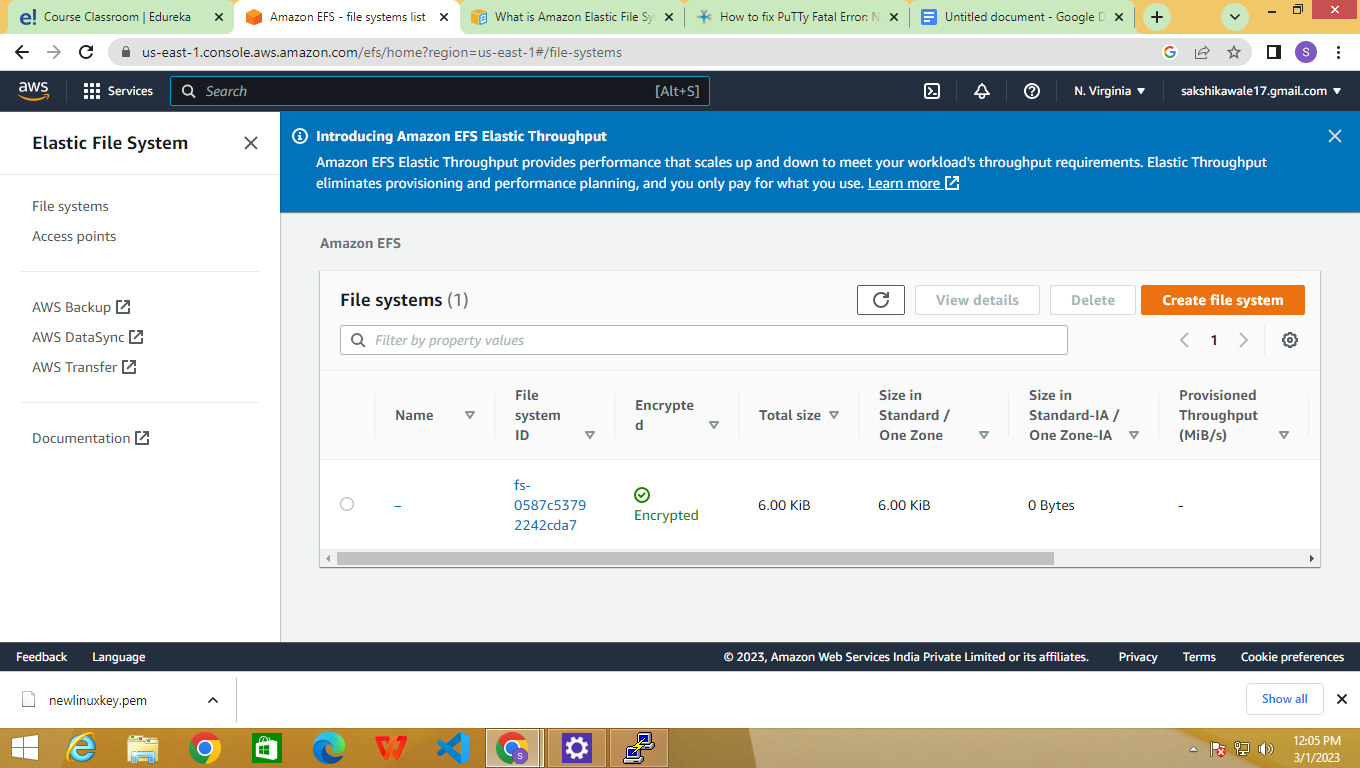 e! Course Classroom | Edureka
Amazon EFS - file systems list
What is Amazon Elastic File Sy
How to fix PuTTy Fatal Error: N
Untitled document - Google D
us-east-1.console.aws.amazon.com/efs/home?region=us-east-1#/file-systems
G
S
aws
Services
Search
[Alt+S]
N. Virginia
sakshikawale17.gmail.com
Elastic File System
File systems
Access points
AWS Backup
AWS DataSync
AWS Transfer
Documentation
Introducing Amazon EFS Elastic Throughput
Amazon EFS Elastic Throughput provides performance that scales up and down to meet your workload's throughput requirements. Elastic Throughput
eliminates provisioning and performance planning, and you only pay for what you use. Learn more
Amazon EFS
File systems (1)
View details
Delete
Create file system
Filter by property values
1
Name
File
system
ID
Encrypte
d
Total size
Size in
Standard /
One Zone
Size in
Standard-IA /
One Zone-IA
Provisioned
Throughput
(MiB/s)
–
fs-
0587c5379
2242cda7
Encrypted
6.00 KiB
6.00 KiB
0 Bytes
-
Feedback
Language
© 2023, Amazon Web Services India Private Limited or its affiliates.
Privacy
Terms
Cookie preferences
newlinuxkey.pem
Show all
12:05 PM
3/1/2023